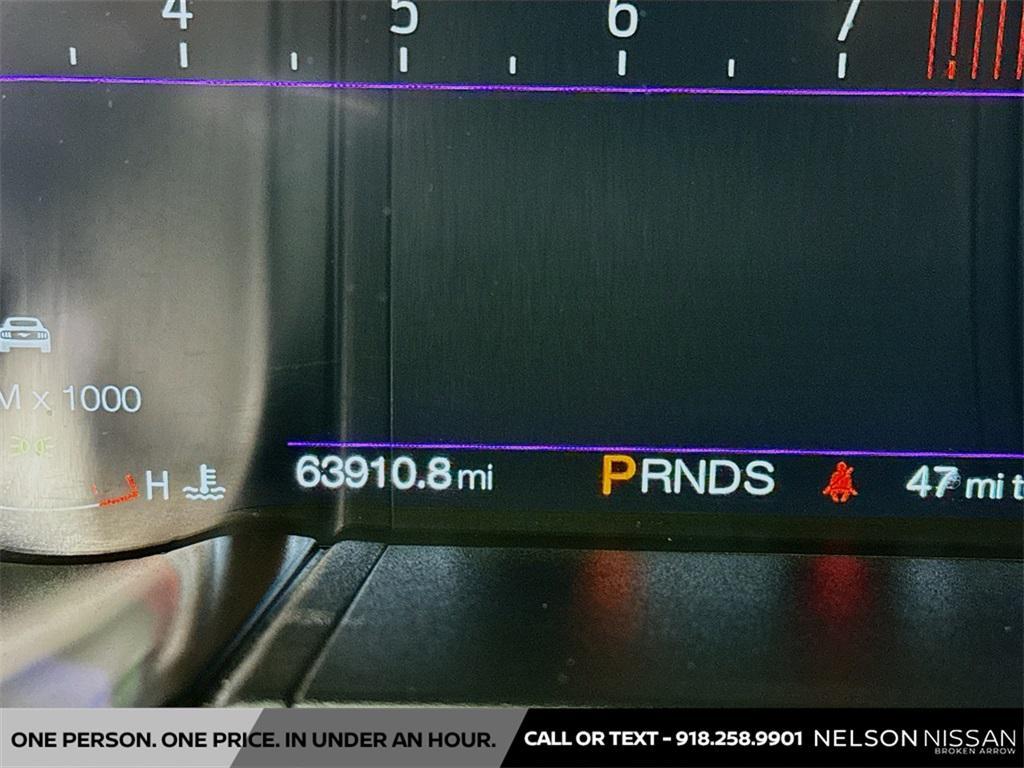 4 5 6 7
M x 1000
H
63910.8 mi PRNDS 47 mi t
ONE PERSON. ONE PRICE. IN UNDER AN HOUR. CALL OR TEXT - 918.258.9901 NELSON NISSAN
BROKEN ARROW